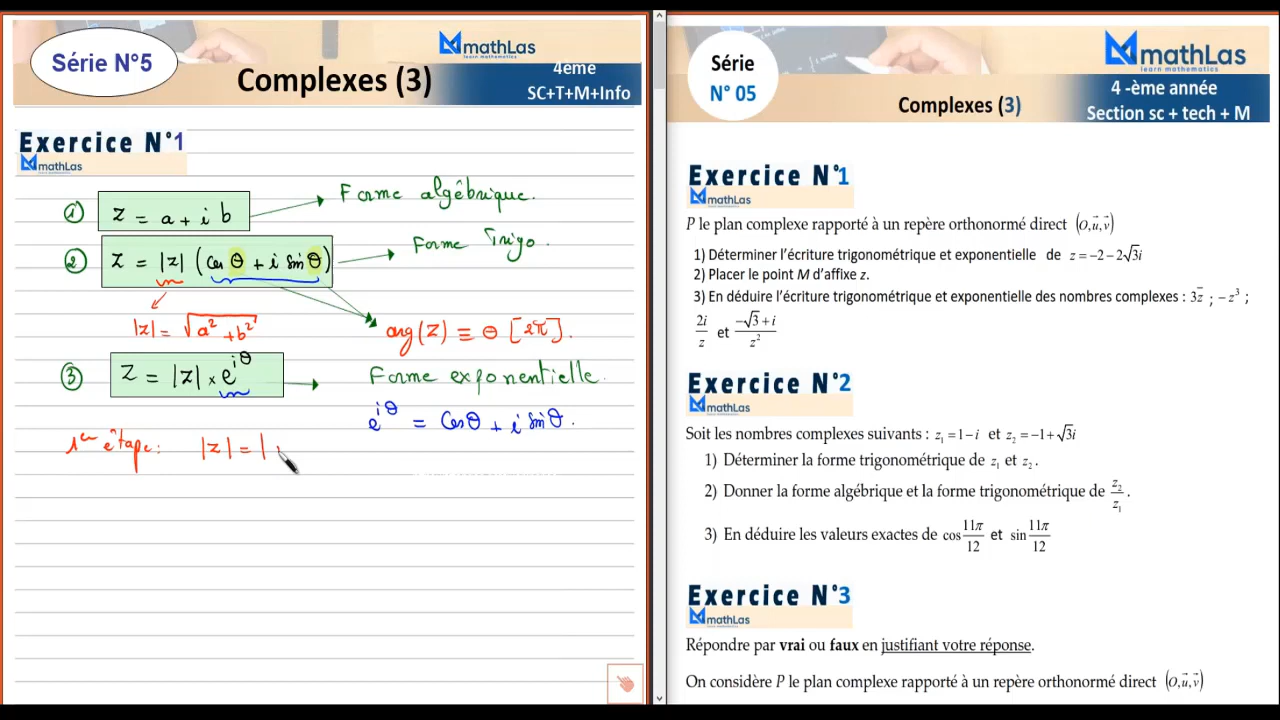 Série N°5
mathLas
learn mathematics
Complexes (3)
4ème
SC+T+M+Info
Exercice N°1
mathLas
① z = a + i b
Forme algébrique.
② z = |z| (cos θ + i sin θ)
Forme Trigo.
|z| = √(a² + b²)
arg(z) ≡ θ [2π].
③ z = |z| × e^{iθ}
Forme exponentielle.
e^{iθ} = cosθ + i sinθ.
1ère étape: |z| = |
Série
N° 05
mathLas
learn mathematics
Complexes (3)
4 -ème année
Section sc + tech + M
Exercice N°1
mathLas
P le plan complexe rapporté à un repère orthonormé direct (O,u⃗,v⃗)
1) Déterminer l'écriture trigonométrique et exponentielle de z=−2−2√3i
2) Placer le point M d'affixe z.
3) En déduire l'écriture trigonométrique et exponentielle des nombres complexes : 3z̄ ; −z³ ;
2i/z et (−√3+i)/z²
Exercice N°2
mathLas
Soit les nombres complexes suivants : z₁=1−i et z₂=−1+√3i
1) Déterminer la forme trigonométrique de z₁ et z₂.
2) Donner la forme algébrique et la forme trigonométrique de z₂/z₁.
3) En déduire les valeurs exactes de cos 11π/12 et sin 11π/12
Exercice N°3
mathLas
Répondre par vrai ou faux en justifiant votre réponse.
On considère P le plan complexe rapporté à un repère orthonormé direct (O,u⃗,v⃗)